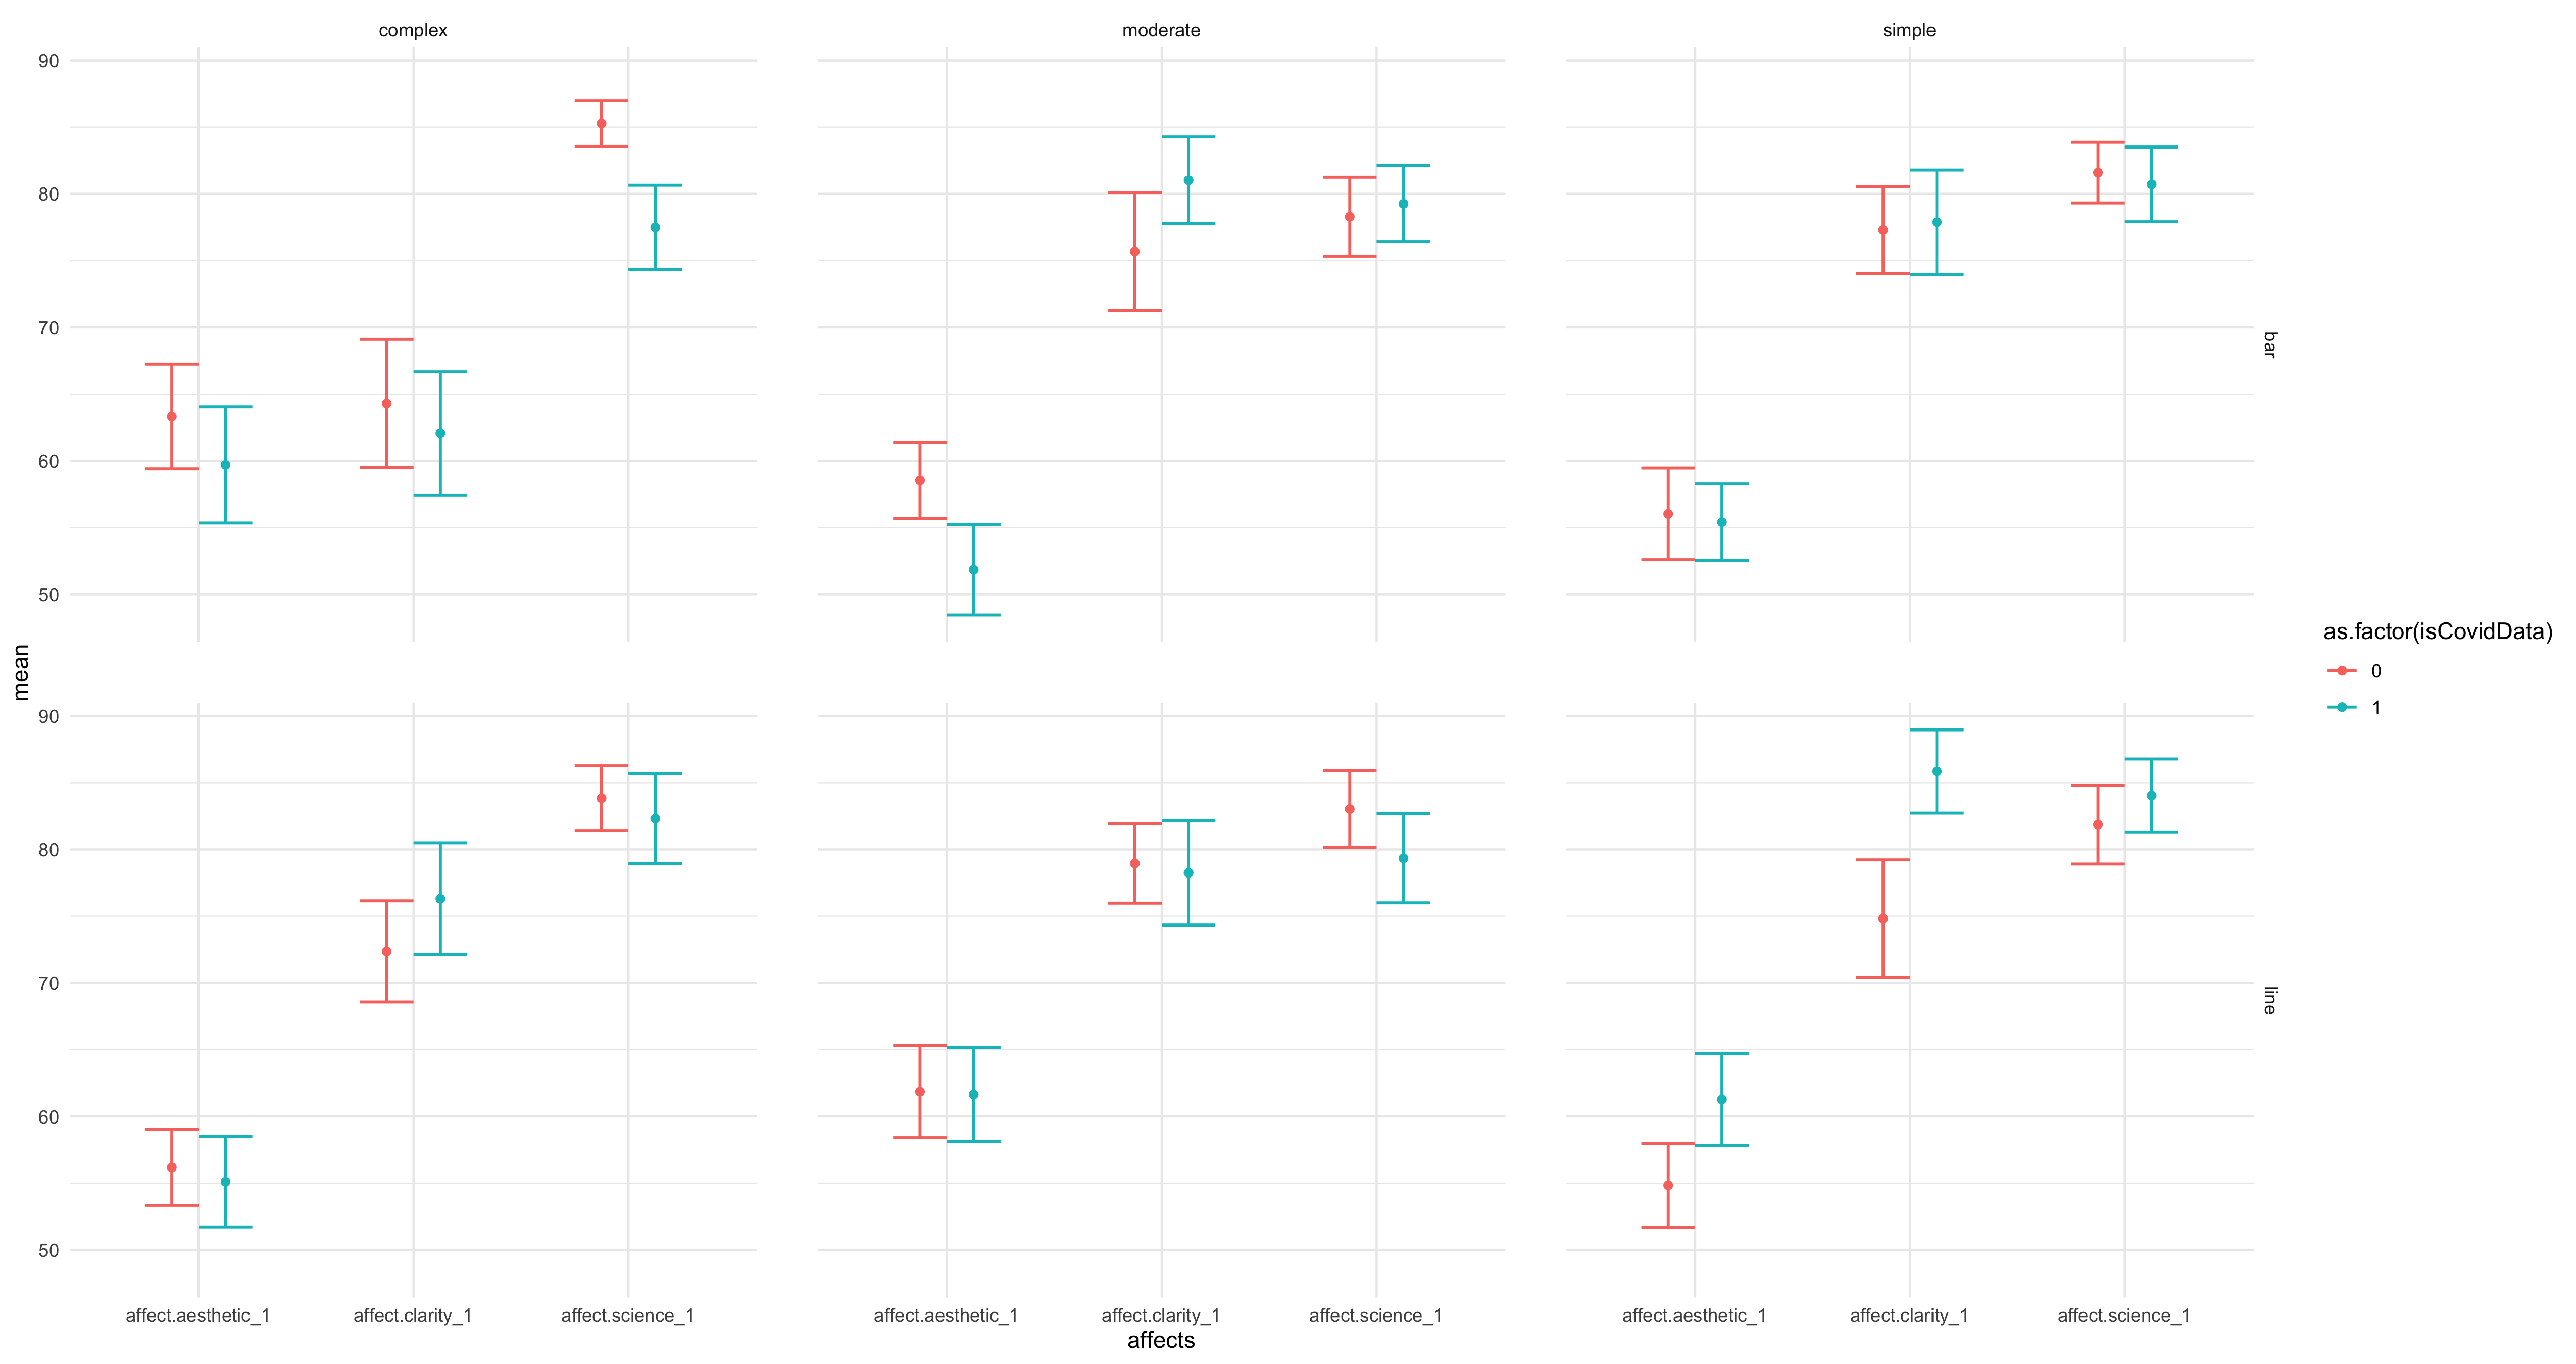 complex
moderate
simple
90
80
70
60
50
bar
mean
90
80
70
60
50
line
affect.aesthetic_1
affect.clarity_1
affect.science_1
affect.aesthetic_1
affect.clarity_1
affect.science_1
affect.aesthetic_1
affect.clarity_1
affect.science_1
affects
as.factor(isCovidData)
0
1